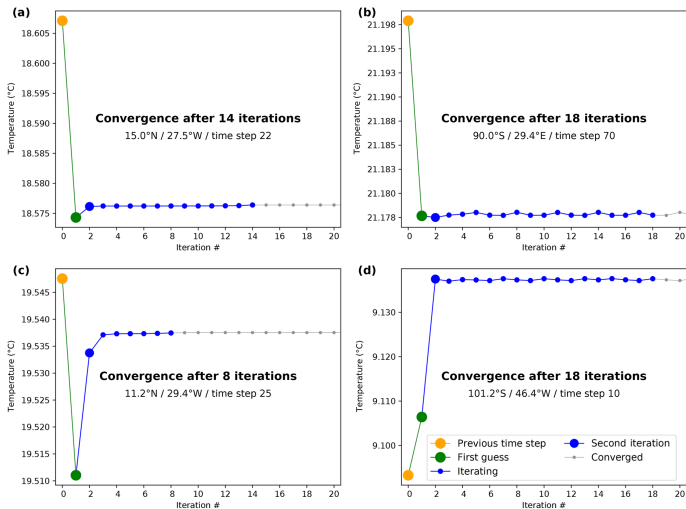 (a)
18.605
18.600
18.595
18.590
18.585
18.580
18.575
Temperature (°C)
Convergence after 14 iterations
15.0°N / 27.5°W / time step 22
0 2 4 6 8 10 12 14 16 18 20
Iteration #
(b)
21.198
21.193
21.188
21.183
21.178
Temperature (°C)
Convergence after 18 iterations
90.0°S / 29.4°E / time step 70
0 2 4 6 8 10 12 14 16 18 20
Iteration #
(c)
19.545
19.540
19.535
19.530
19.525
19.520
19.515
19.510
Temperature (°C)
Convergence after 8 iterations
11.2°N / 29.4°W / time step 25
0 2 4 6 8 10 12 14 16 18 20
Iteration #
(d)
9.130
9.120
9.110
9.100
Temperature (°C)
Convergence after 18 iterations
101.2°S / 46.4°W / time step 10
Previous time step
First guess
Iterating
Second iteration
Converged
0 2 4 6 8 10 12 14 16 18 20
Iteration #